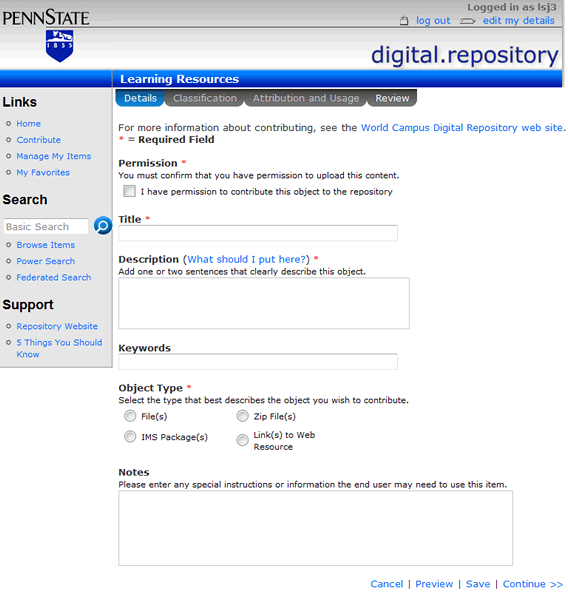 PENNSTATE
1855
Logged in as lsj3
log out edit my details
digital.repository
Learning Resources
Links
Home
Contribute
Manage My Items
My Favorites
Search
Basic Search
Browse Items
Power Search
Federated Search
Support
Repository Website
5 Things You Should
Know
Details Classification Attribution and Usage Review
For more information about contributing, see the World Campus Digital Repository web site.
* = Required Field
Permission *
You must confirm that you have permission to upload this content.
I have permission to contribute this object to the repository
Title *
Description (What should I put here?) *
Add one or two sentences that clearly describe this object.
Keywords
Object Type *
Select the type that best describes the object you wish to contribute.
File(s) Zip File(s)
IMS Package(s) Link(s) to Web
Resource
Notes
Please enter any special instructions or information the end user may need to use this item.
Cancel | Preview | Save | Continue >>